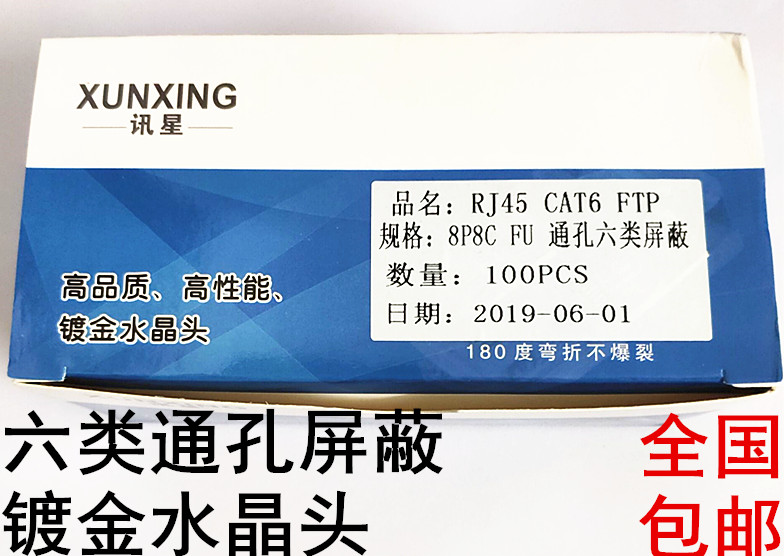 XUNXING
讯星
品名：RJ45 CAT6 FTP
规格：8P8C FU 通孔六类屏蔽
数量：100PCS
日期：2019-06-01
高品质、高性能、
镀金水晶头
180度弯折不爆裂
六类通孔屏蔽
镀金水晶头
全国
包邮